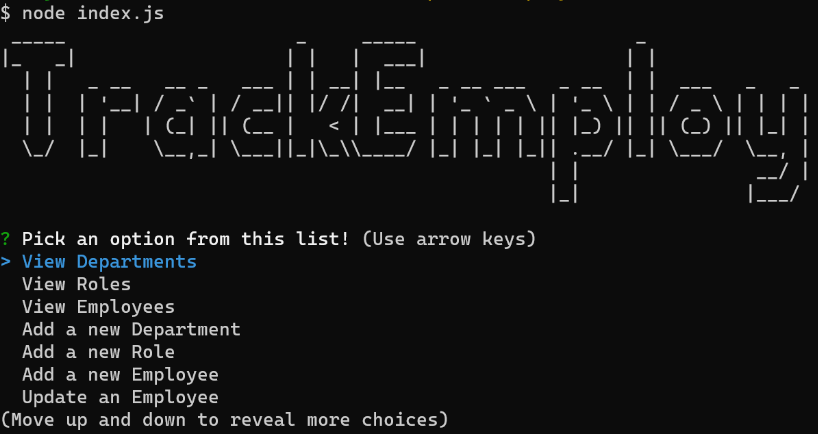 $ node index.js
TrackEmploy
? Pick an option from this list! (Use arrow keys)
> View Departments
View Roles
View Employees
Add a new Department
Add a new Role
Add a new Employee
Update an Employee
(Move up and down to reveal more choices)